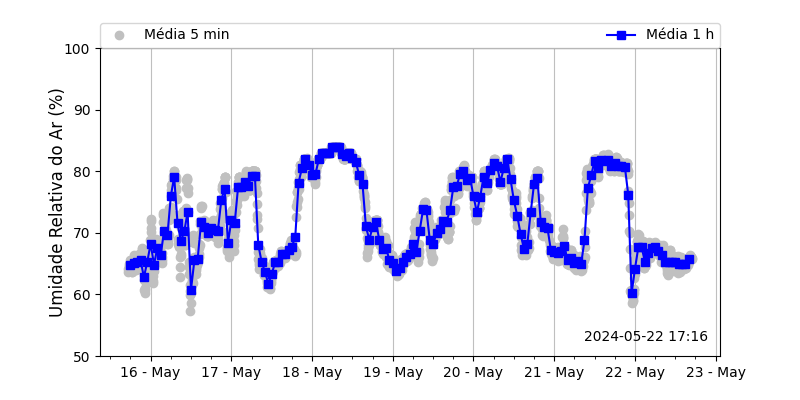 Média 5 min
Média 1 h
Umidade Relativa do Ar (%)
100
90
80
70
60
50
2024-05-22 17:16
16 - May
17 - May
18 - May
19 - May
20 - May
21 - May
22 - May
23 - May